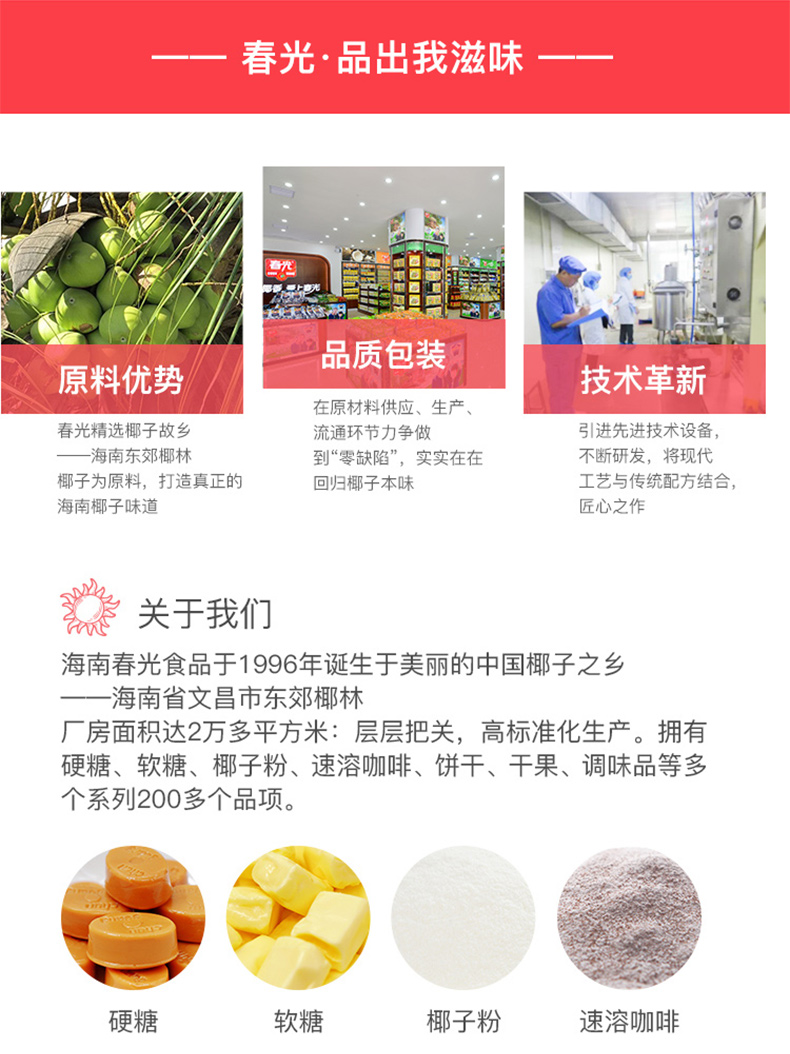 —— 春光·品出我滋味 ——
春光
原料优势
品质包装
技术革新
春光精选椰子故乡
——海南东郊椰林
椰子为原料，打造真正的
海南椰子味道
在原材料供应、生产、
流通环节力争做
到“零缺陷”，实实在在
回归椰子本味
引进先进技术设备，
不断研发，将现代
工艺与传统配方结合，
匠心之作
关于我们
海南春光食品于1996年诞生于美丽的中国椰子之乡
——海南省文昌市东郊椰林
厂房面积达2万多平方米：层层把关，高标准化生产。拥有
硬糖、软糖、椰子粉、速溶咖啡、饼干、干果、调味品等多
个系列200多个品项。
硬糖
软糖
椰子粉
速溶咖啡